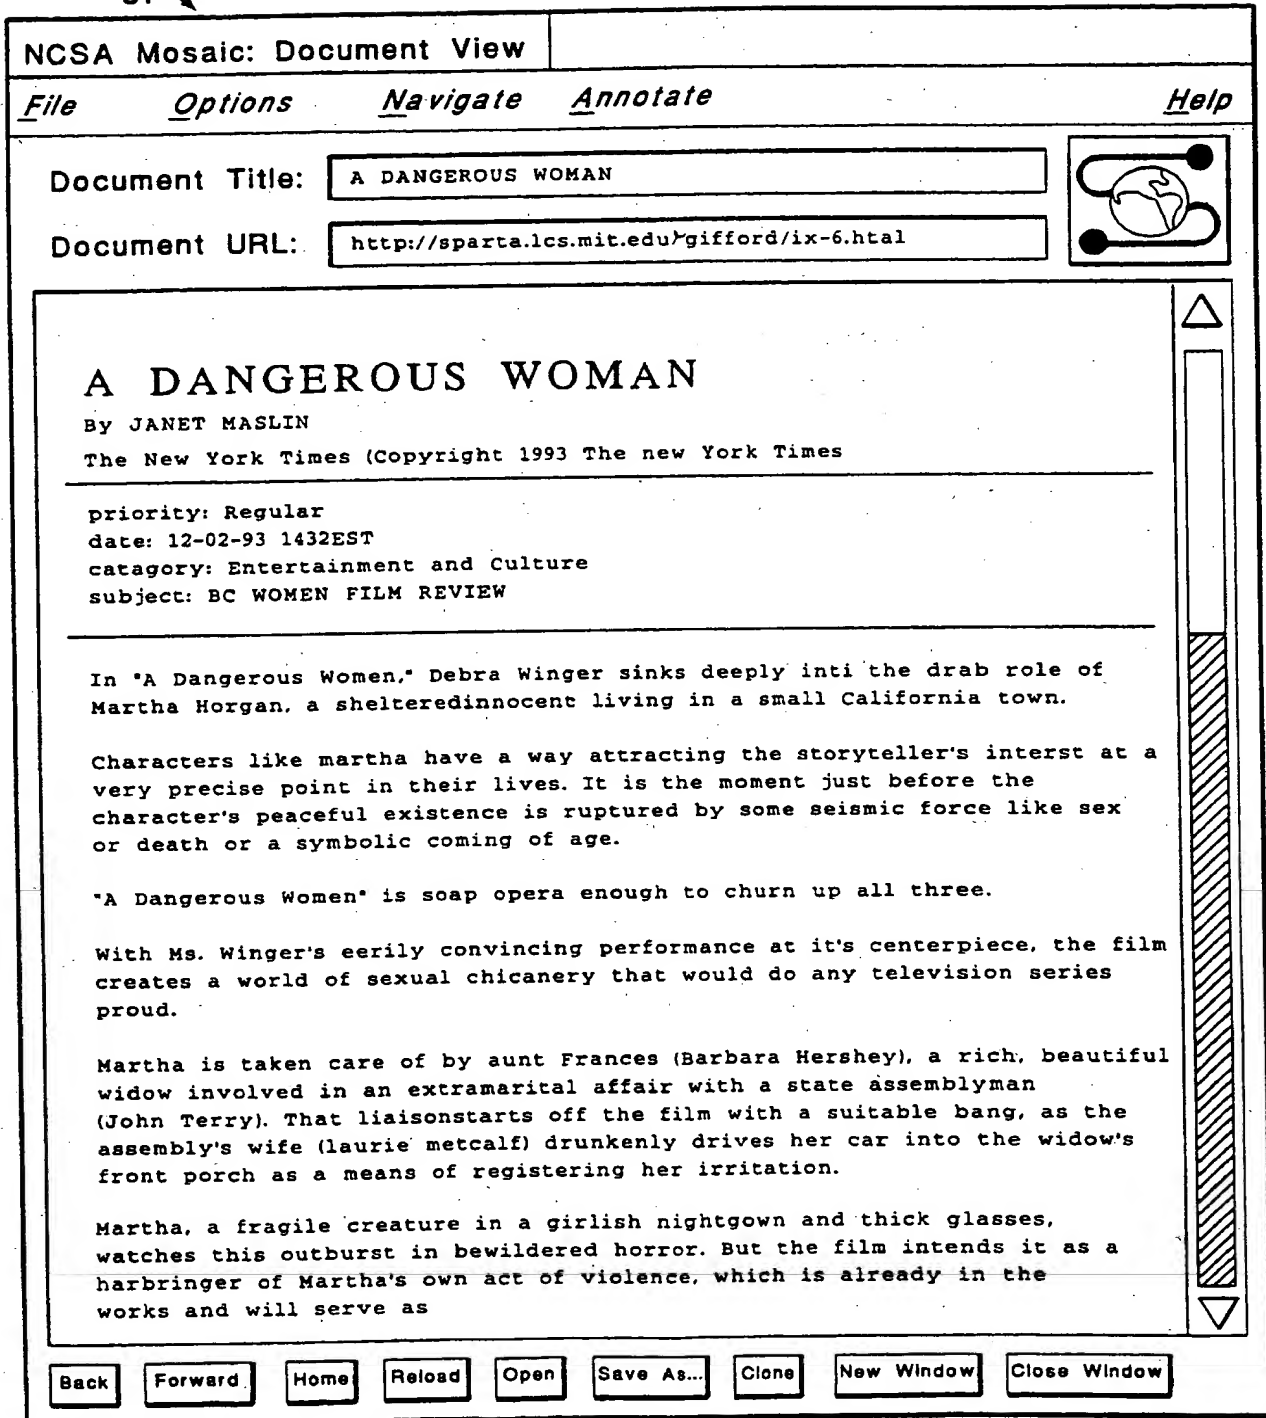 NCSA Mosaic: Document View
File Options Navigate Annotate Help
Document Title: A DANGEROUS WOMAN
Document URL: http://sparta.lcs.mit.edu/~gifford/ix-6.htal
A DANGEROUS WOMAN
By JANET MASLIN
The New York Times (Copyright 1993 The new York Times
priority: Regular
date: 12-02-93 1432EST
catagory: Entertainment and Culture
subject: BC WOMEN FILM REVIEW
In "A Dangerous Women," Debra Winger sinks deeply inti the drab role of
Martha Horgan, a shelteredinnocent living in a small California town.
Characters like martha have a way attracting the storyteller's interst at a
very precise point in their lives. It is the moment just before the
character's peaceful existence is ruptured by some seismic force like sex
or death or a symbolic coming of age.
"A Dangerous Women" is soap opera enough to churn up all three.
With Ms. Winger's eerily convincing performance at it's centerpiece, the film
creates a world of sexual chicanery that would do any television series
proud.
Martha is taken care of by aunt Frances (Barbara Hershey), a rich, beautiful
widow involved in an extramarital affair with a state assemblyman
(John Terry). That liaisonstarts off the film with a suitable bang, as the
assembly's wife (laurie metcalf) drunkenly drives her car into the widow's
front porch as a means of registering her irritation.
Martha, a fragile creature in a girlish nightgown and thick glasses,
watches this outburst in bewildered horror. But the film intends it as a
harbringer of Martha's own act of violence, which is already in the
works and will serve as
Back Forward Home Reload Open Save As... Clone New Window Close Window